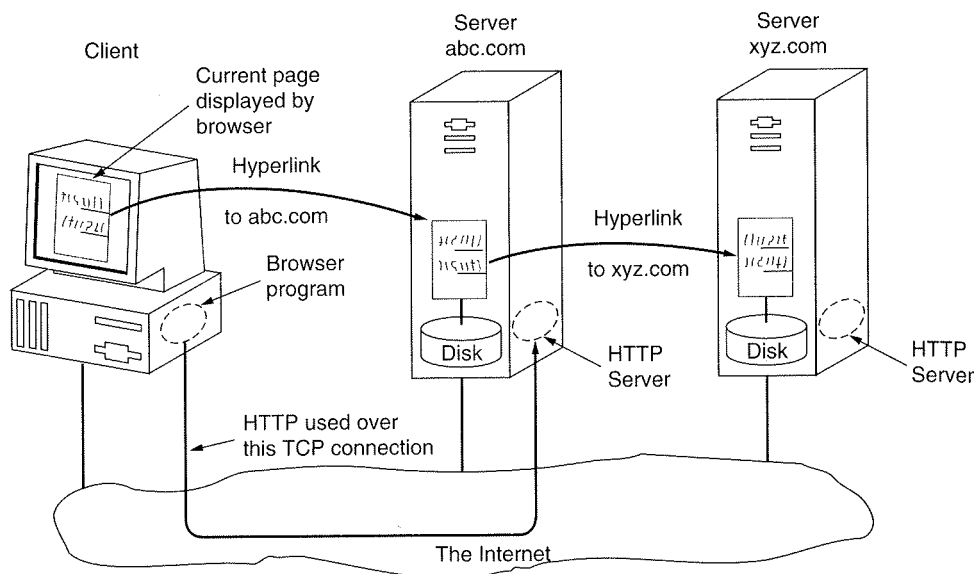 Client
Server
abc.com
Server
xyz.com
Current page
displayed by
browser
Hyperlink
to abc.com
Hyperlink
to xyz.com
Browser
program
Disk
HTTP
Server
Disk
HTTP
Server
HTTP used over
this TCP connection
The Internet